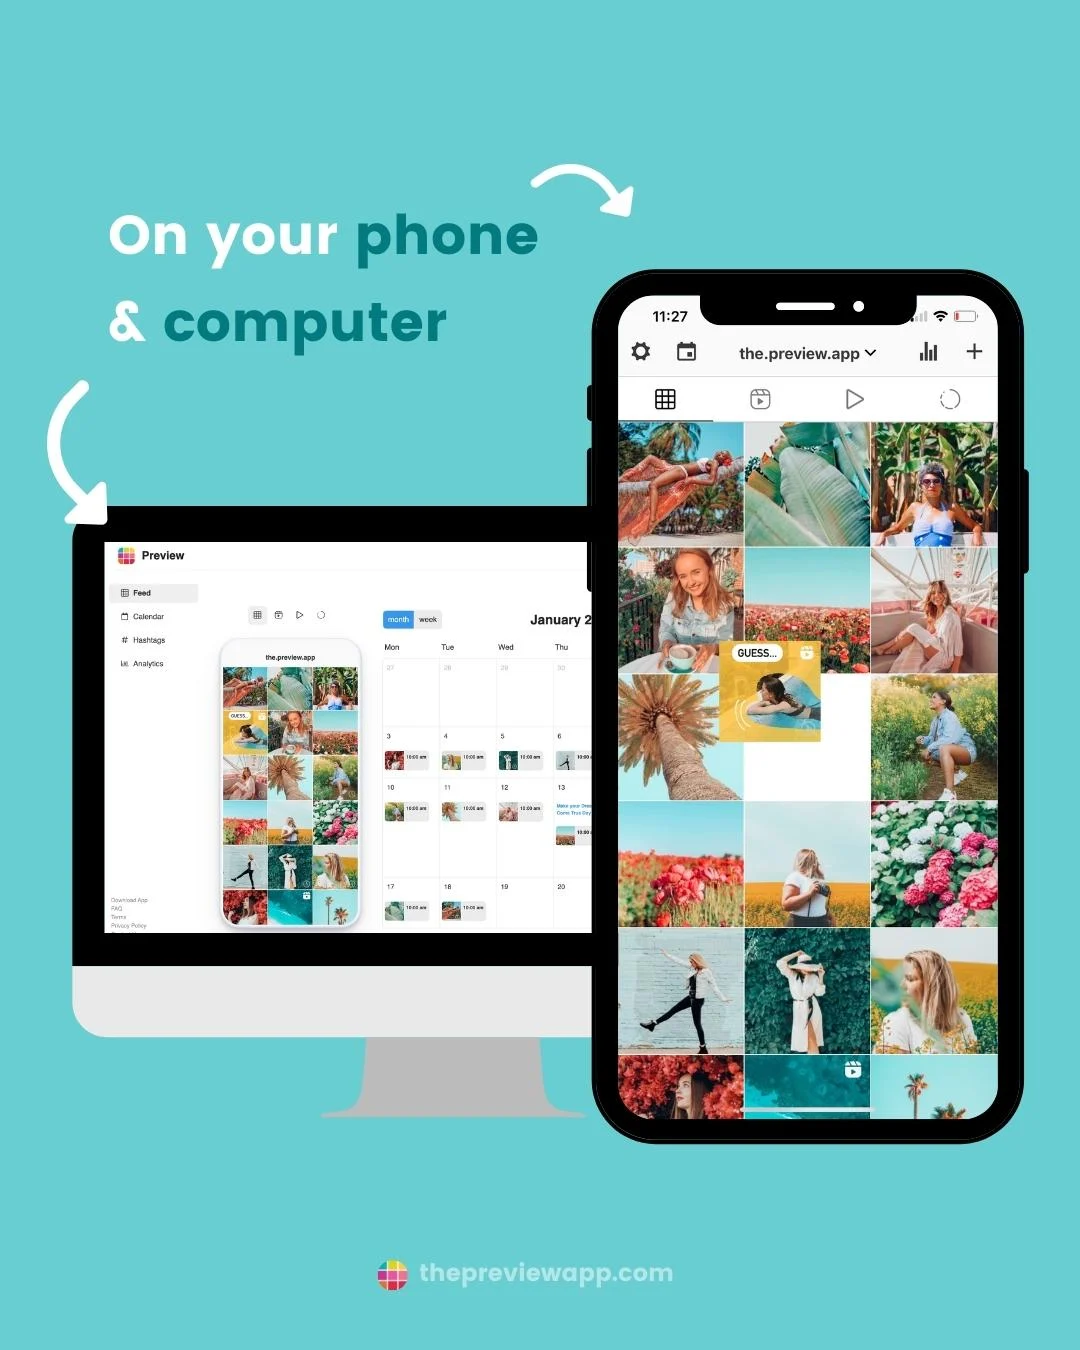 On your phone
& computer
11:27
the.preview.app
GUESS...
Preview
Feed
Calendar
Hashtags
Analytics
Download App
FAQ
Terms
Privacy Policy
the.preview.app
GUESS...
month week
January 2
Mon Tue Wed Thu
27 28 29 30
3 4 5 6
10:00 am 10:00 am 10:00 am 10:00
10 11 12 13
Make your Drea
Come True Day
10:00 am 10:00 am 10:00 am
10:00
17 18 19 20
10:00 am 10:00 am
thepreviewapp.com